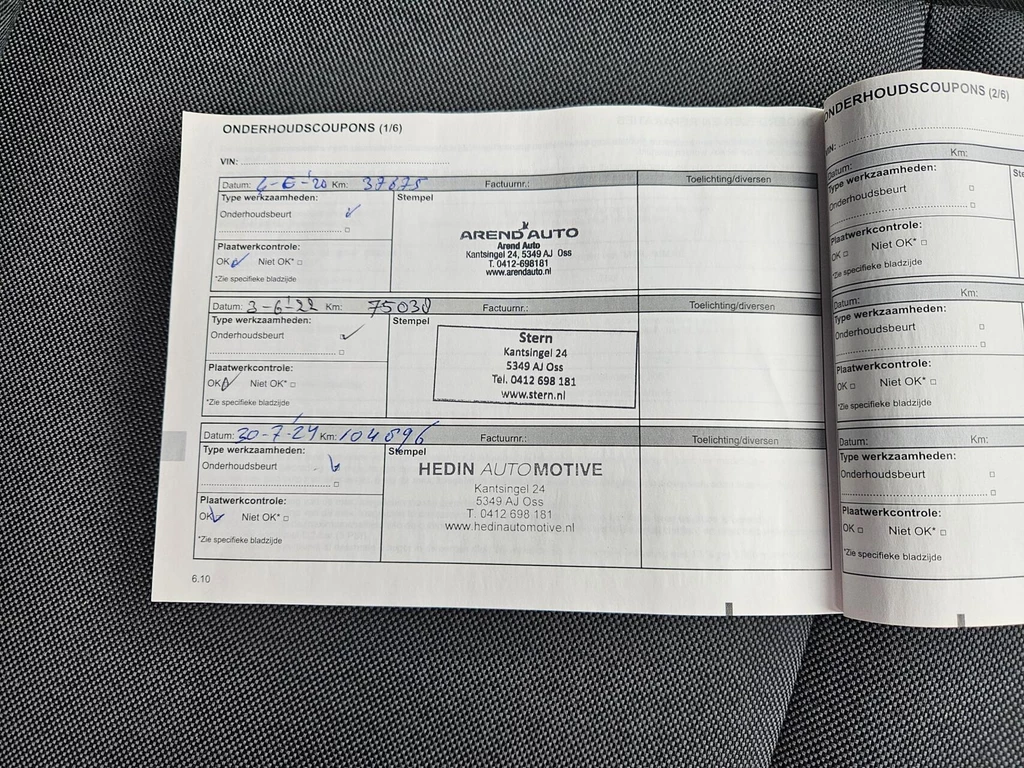 ONDERHOUDSCOUPONS (1/6)
VIN:
Datum: 4-6-'20 Km: 37675 Factuurnr.: Toelichting/diversen
Type werkzaamheden: Stempel
Onderhoudsbeurt
AREND AUTO
Arend Auto
Kantsingel 24, 5349 AJ Oss
T. 0412-698181
www.arendauto.nl
Plaatwerkcontrole:
OK Niet OK*
*Zie specifieke bladzijde
Datum: 3-6-'22 Km: 75038 Factuurnr.: Toelichting/diversen
Type werkzaamheden: Stempel
Onderhoudsbeurt
Stern
Kantsingel 24
5349 AJ Oss
Tel. 0412 698 181
www.stern.nl
Plaatwerkcontrole:
OK Niet OK*
*Zie specifieke bladzijde
Datum: 30-7-'24 Km: 104696 Factuurnr.: Toelichting/diversen
Type werkzaamheden: Stempel
Onderhoudsbeurt
HEDIN AUTOMOTIVE
Kantsingel 24
5349 AJ Oss
T. 0412 698 181
www.hedinautomotive.nl
Plaatwerkcontrole:
OK Niet OK*
*Zie specifieke bladzijde
6.10
ONDERHOUDSCOUPONS (2/6)
VIN:
Datum: Km:
Type werkzaamheden:
Onderhoudsbeurt
Plaatwerkcontrole:
OK Niet OK*
*Zie specifieke bladzijde
Datum: Km:
Type werkzaamheden:
Onderhoudsbeurt
Plaatwerkcontrole:
OK Niet OK*
*Zie specifieke bladzijde
Datum: Km:
Type werkzaamheden:
Onderhoudsbeurt
Plaatwerkcontrole:
OK Niet OK*
*Zie specifieke bladzijde